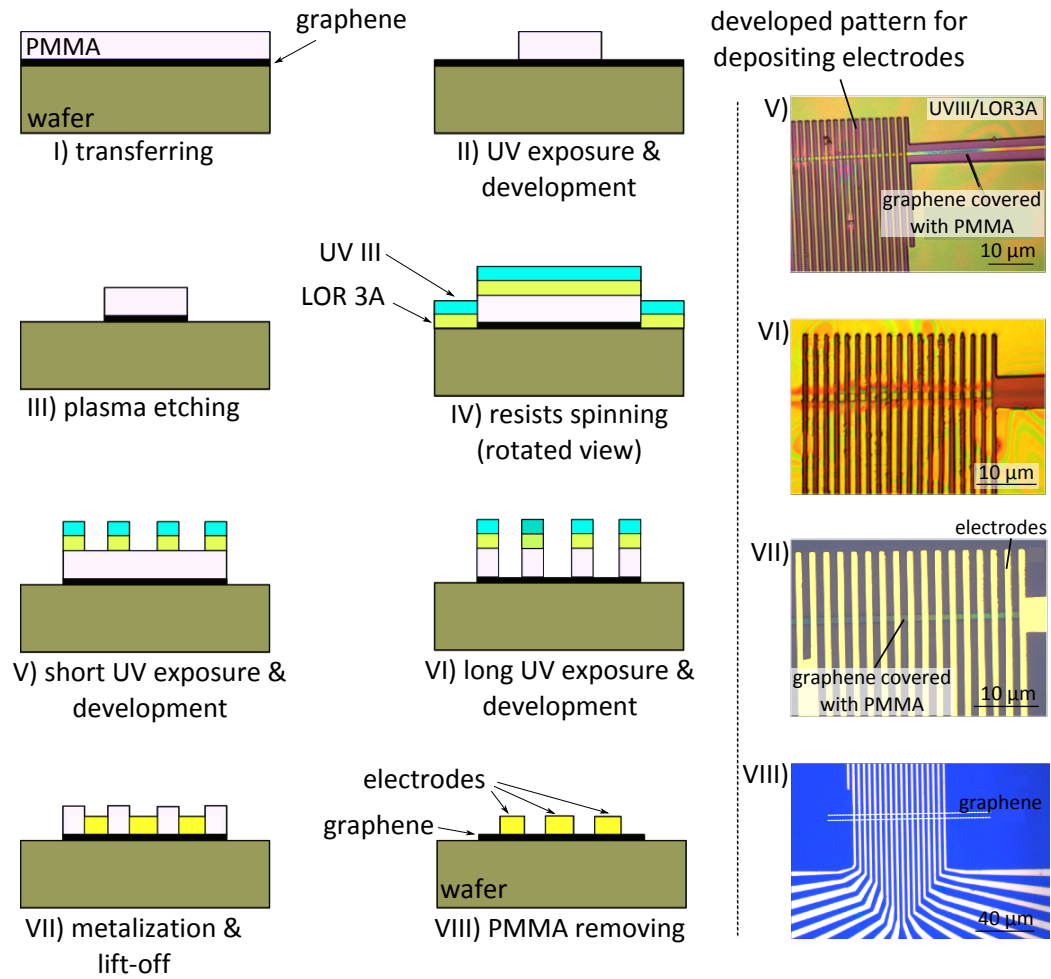 graphene
PMMA
wafer
I) transferring
II) UV exposure &
development
III) plasma etching
UV III
LOR 3A
IV) resists spinning
(rotated view)
V) short UV exposure &
development
VI) long UV exposure &
development
electrodes
graphene
wafer
VII) metalization &
lift-off
VIII) PMMA removing
developed pattern for
depositing electrodes
V)
UVIII/LOR3A
graphene covered
with PMMA
10 μm
VI)
10 μm
electrodes
VII)
graphene covered
with PMMA
10 μm
VIII)
graphene
40 μm